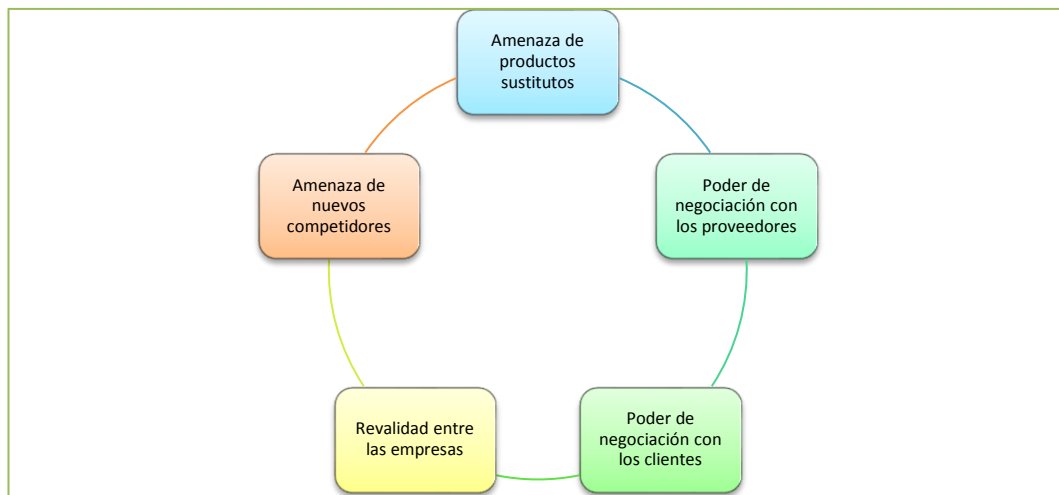 Amenaza de
productos
sustitutos
Poder de
negociación con
los proveedores
Poder de
negociación con
los clientes
Revalidad entre
las empresas
Amenaza de
nuevos
competidores